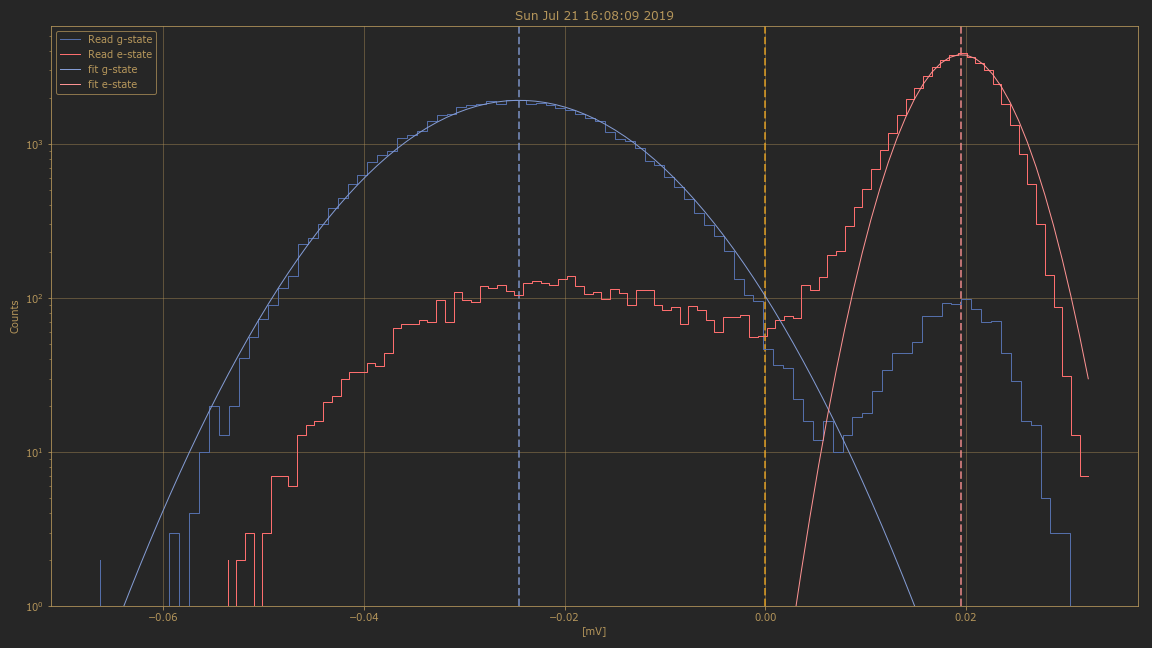 Sun Jul 21 16:08:09 2019
Read g-state
Read e-state
fit g-state
fit e-state
Counts
10³
10²
10¹
10⁰
−0.06
−0.04
−0.02
0.00
0.02
[mV]